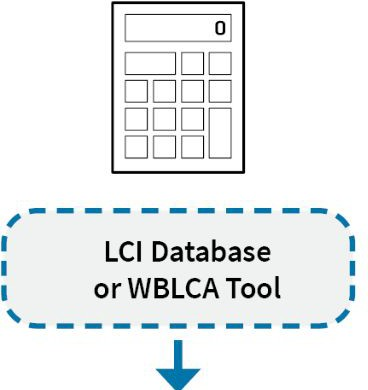 0
LCI Database
or WBLCA Tool